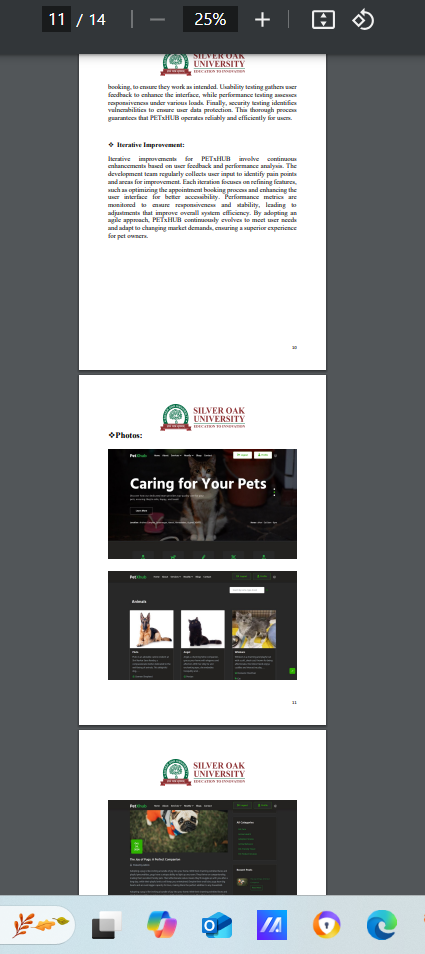 11 / 14
25%
SILVER OAK
UNIVERSITY
EDUCATION TO INNOVATION
booking, to ensure they work as intended. Usability testing gathers user
feedback to enhance the interface, while performance testing assesses
responsiveness under various loads. Finally, security testing identifies
vulnerabilities to ensure user data protection. This thorough process
guarantees that PETxHUB operates reliably and efficiently for users.
❖ Iterative Improvement:
Iterative improvements for PETxHUB involve continuous
enhancements based on user feedback and performance analysis. The
development team regularly collects user input to identify pain points
and areas for improvement. Each iteration focuses on refining features,
such as optimizing the appointment booking process and enhancing the
user interface for better accessibility. Performance metrics are
monitored to ensure responsiveness and stability, leading to
adjustments that improve overall system efficiency. By adopting an
agile approach, PETxHUB continuously evolves to meet user needs
and adapt to changing market demands, ensuring a superior experience
for pet owners.
10
SILVER OAK
UNIVERSITY
EDUCATION TO INNOVATION
❖Photos:
PetHub
Caring for Your Pets
PetHub
Animals
11
SILVER OAK
UNIVERSITY
EDUCATION TO INNOVATION
PetHub
The Joy of Pugs: A Perfect Companion
All Categories
Recent Posts